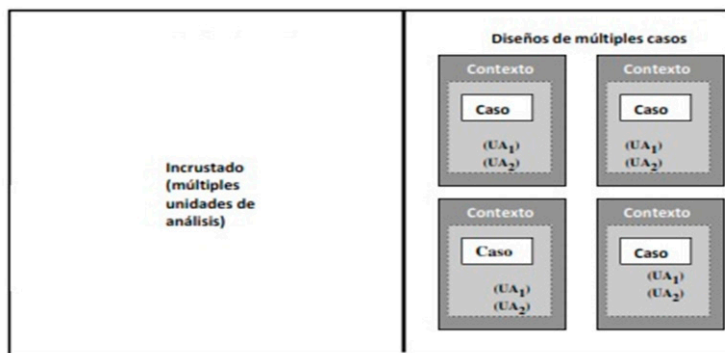 Incrustado
(múltiples
unidades de
análisis)
Diseños de múltiples casos
Contexto
Caso
(UA1)
(UA2)
Contexto
Caso
(UA1)
(UA2)
Contexto
Caso
(UA1)
(UA2)
Contexto
Caso
(UA1)
(UA2)